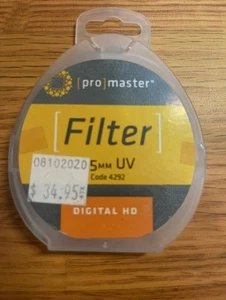 [pro]master
[Filter]
08102020
5MM UV
Code 4292
$ 34.95
DIGITAL HD